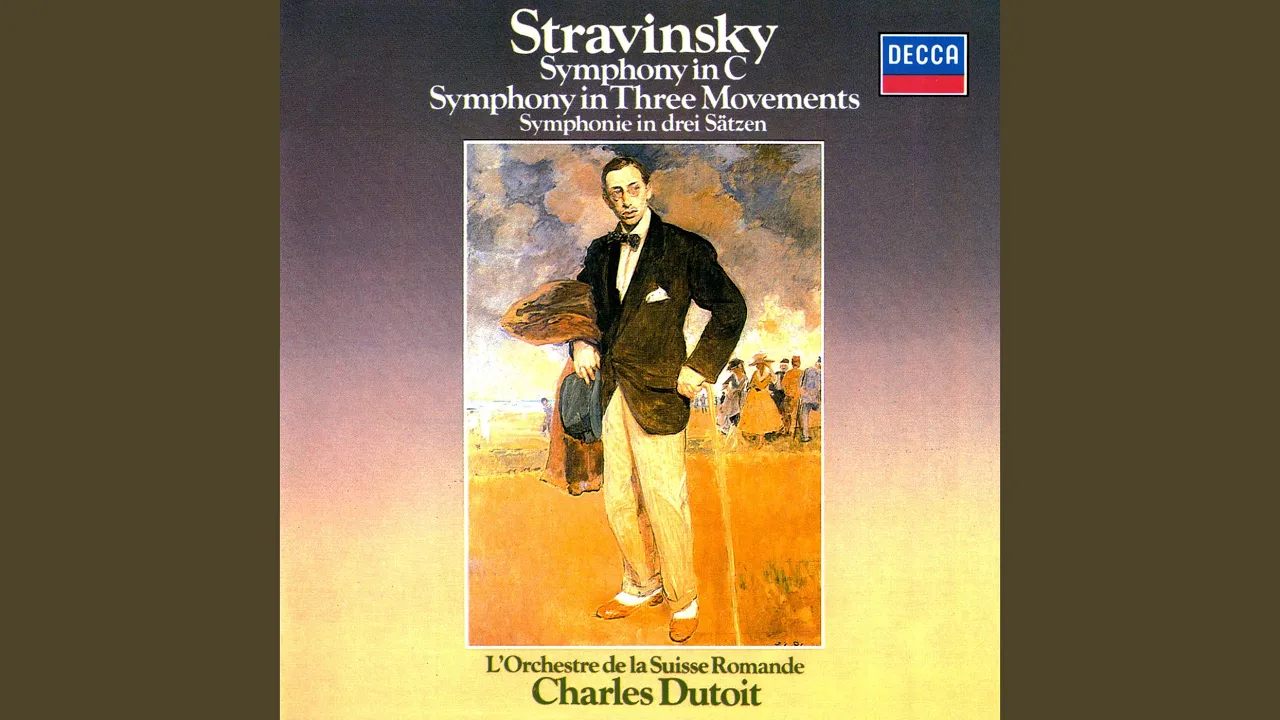 Stravinsky
Symphony in C
Symphony in Three Movements
Symphonie in drei Sätzen
DECCA
L'Orchestre de la Suisse Romande
Charles Dutoit